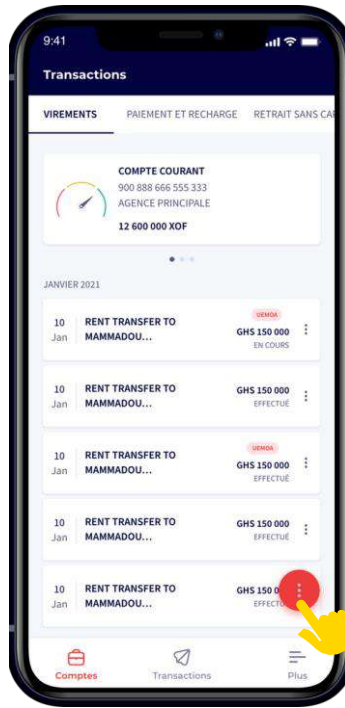 9:41
Transactions
VIREMENTS PAIEMENT ET RECHARGE RETRAIT SANS
COMPTE COURANT
900 888 666 555 333
AGENCE PRINCIPALE
12 600 000 XOF
JANVIER 2021
UEMOA
10 RENT TRANSFER TO GHS 150 000
Jan MAMMADOU... EN COURS
10 RENT TRANSFER TO GHS 150 000
Jan MAMMADOU... EFFECTUÉ
UEMOA
10 RENT TRANSFER TO GHS 150 000
Jan MAMMADOU... EFFECTUÉ
10 RENT TRANSFER TO GHS 150 000
Jan MAMMADOU... EFFECTUÉ
10 RENT TRANSFER TO GHS 150
Jan MAMMADOU...
Comptes Transactions Plus